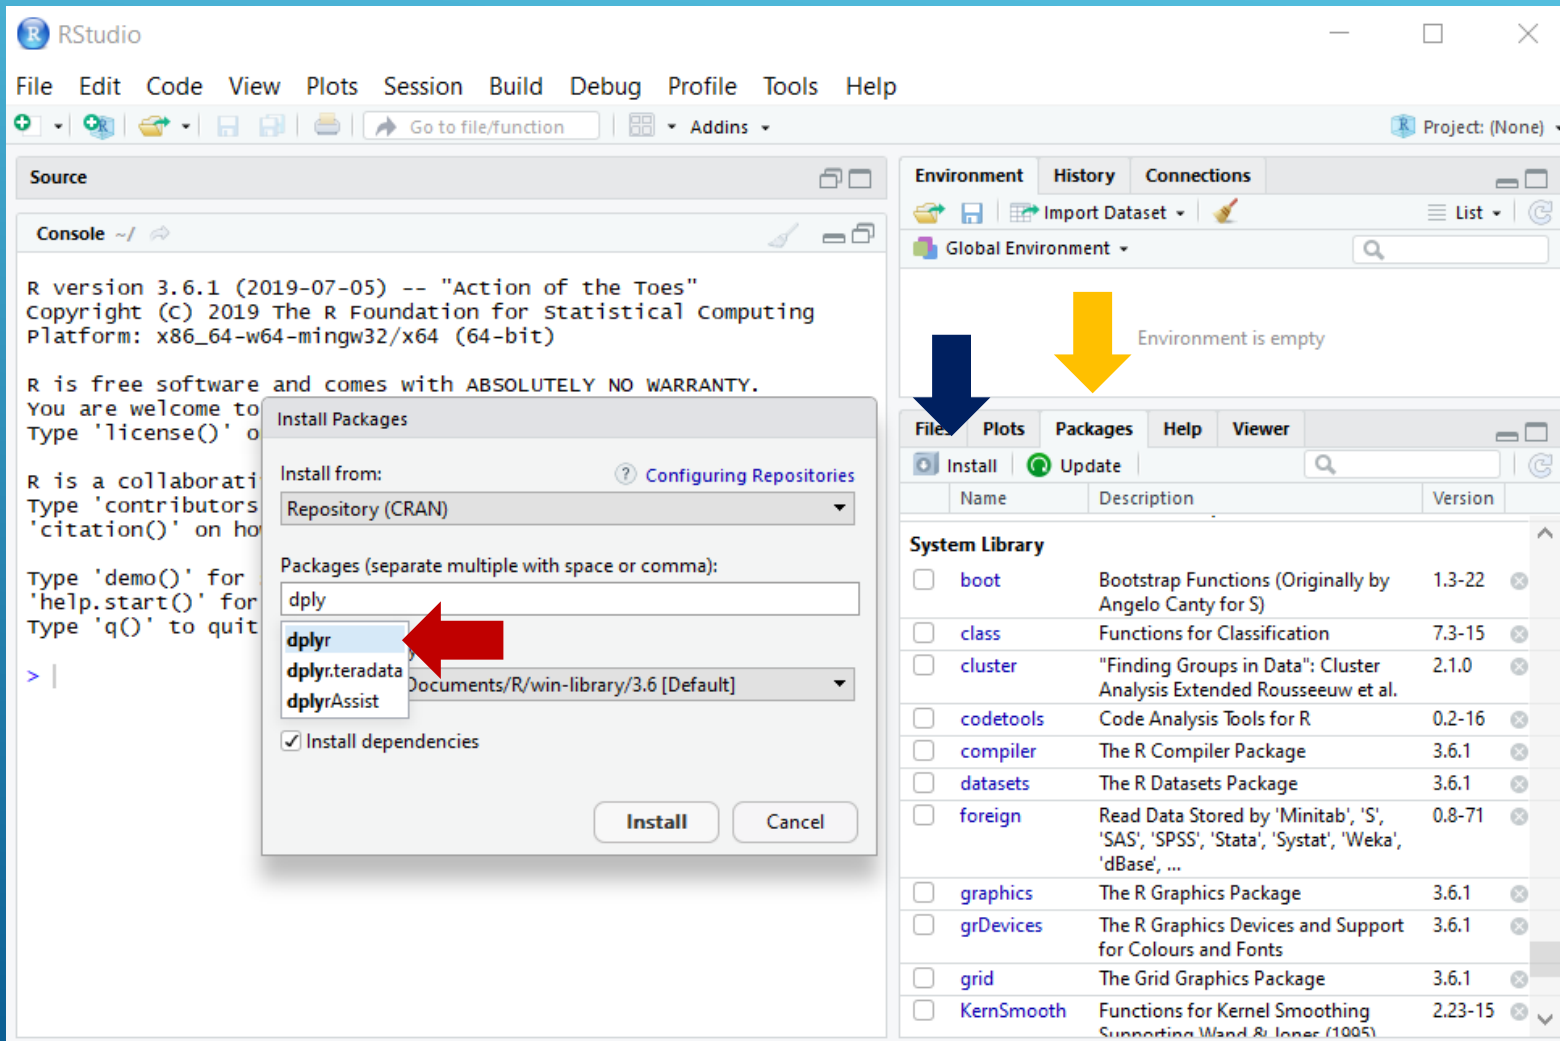 RStudio
File Edit Code View Plots Session Build Debug Profile Tools Help
Go to file/function Addins Project: (None)
Source
Console ~/
R version 3.6.1 (2019-07-05) -- "Action of the Toes"
Copyright (C) 2019 The R Foundation for Statistical Computing
Platform: x86_64-w64-mingw32/x64 (64-bit)
R is free software and comes with ABSOLUTELY NO WARRANTY.
You are welcome to
Type 'license()' o
R is a collaborati
Type 'contributors
'citation()' on ho
Type 'demo()' for
'help.start()' for
Type 'q()' to quit
>
Install Packages
Install from: ? Configuring Repositories
Repository (CRAN)
Packages (separate multiple with space or comma):
dply
dplyr
dplyr.teradata
dplyrAssist
Documents/R/win-library/3.6 [Default]
Install dependencies
Install Cancel
Environment History Connections
Import Dataset List
Global Environment
Environment is empty
Files Plots Packages Help Viewer
Install Update
Name Description Version
System Library
boot Bootstrap Functions (Originally by 1.3-22
Angelo Canty for S)
class Functions for Classification 7.3-15
cluster "Finding Groups in Data": Cluster 2.1.0
Analysis Extended Rousseeuw et al.
codetools Code Analysis Tools for R 0.2-16
compiler The R Compiler Package 3.6.1
datasets The R Datasets Package 3.6.1
foreign Read Data Stored by 'Minitab', 'S', 0.8-71
'SAS', 'SPSS', 'Stata', 'Systat', 'Weka',
'dBase', ...
graphics The R Graphics Package 3.6.1
grDevices The R Graphics Devices and Support 3.6.1
for Colours and Fonts
grid The Grid Graphics Package 3.6.1
KernSmooth Functions for Kernel Smoothing 2.23-15
Supporting Wand & Jones (1995)